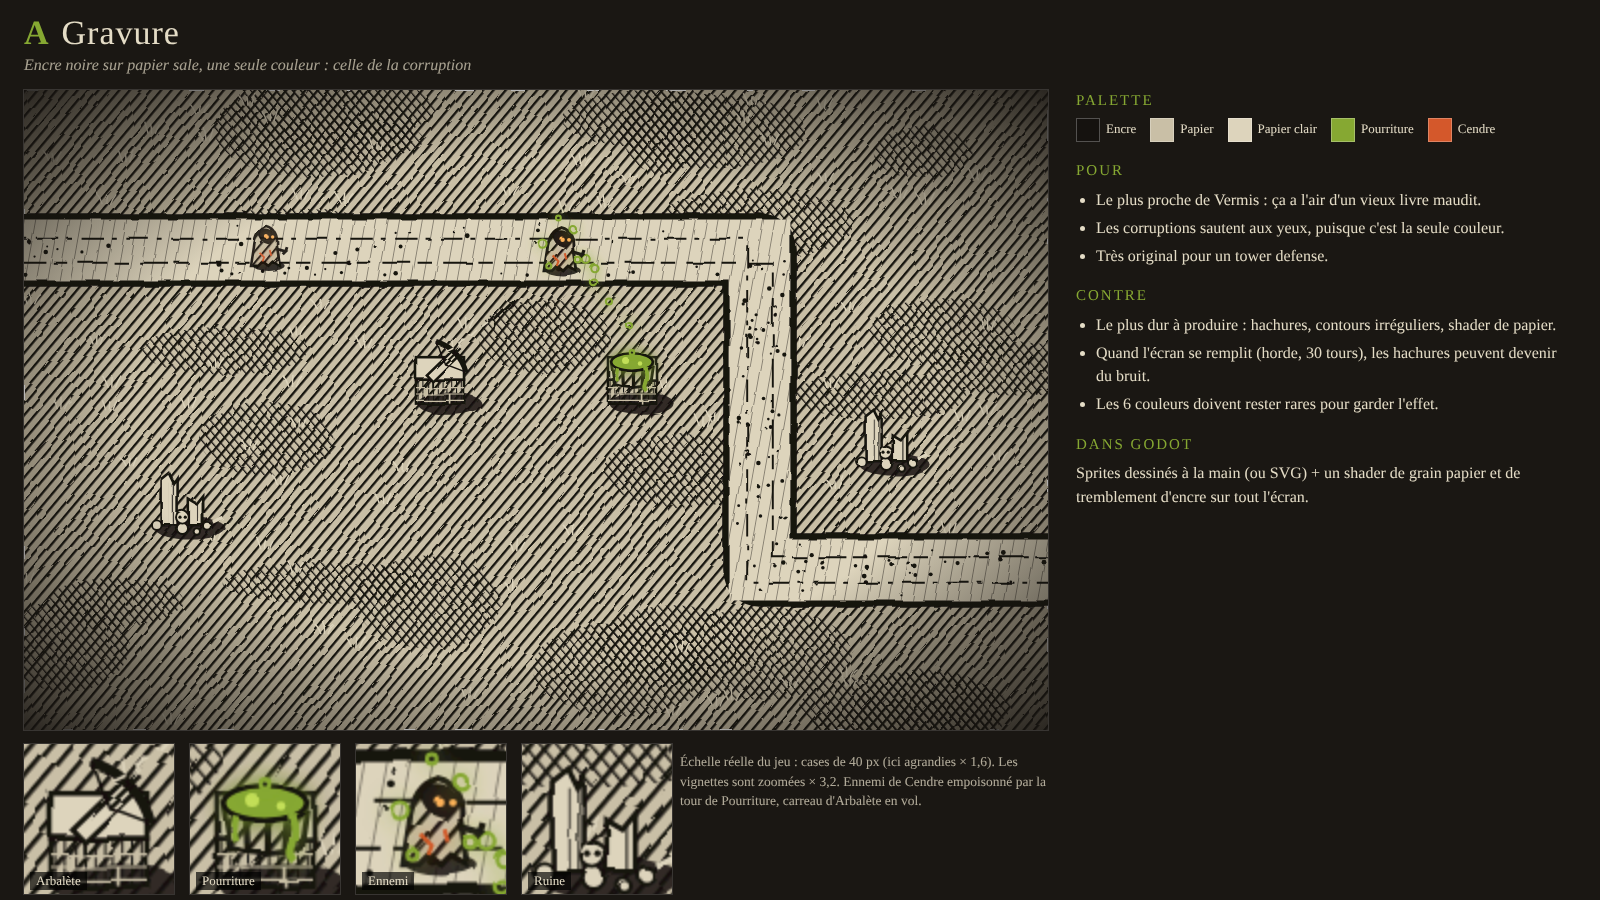 A Gravure
Encre noire sur papier sale, une seule couleur : celle de la corruption
PALETTE
Encre Papier Papier clair Pourriture Cendre
POUR
• Le plus proche de Vermis : ça a l'air d'un vieux livre maudit.
• Les corruptions sautent aux yeux, puisque c'est la seule couleur.
• Très original pour un tower defense.
CONTRE
• Le plus dur à produire : hachures, contours irréguliers, shader de papier.
• Quand l'écran se remplit (horde, 30 tours), les hachures peuvent devenir
du bruit.
• Les 6 couleurs doivent rester rares pour garder l'effet.
DANS GODOT
Sprites dessinés à la main (ou SVG) + un shader de grain papier et de
tremblement d'encre sur tout l'écran.
Arbalète
Pourriture
Ennemi
Ruine
Échelle réelle du jeu : cases de 40 px (ici agrandies × 1,6). Les
vignettes sont zoomées × 3,2. Ennemi de Cendre empoisonné par la
tour de Pourriture, carreau d'Arbalète en vol.